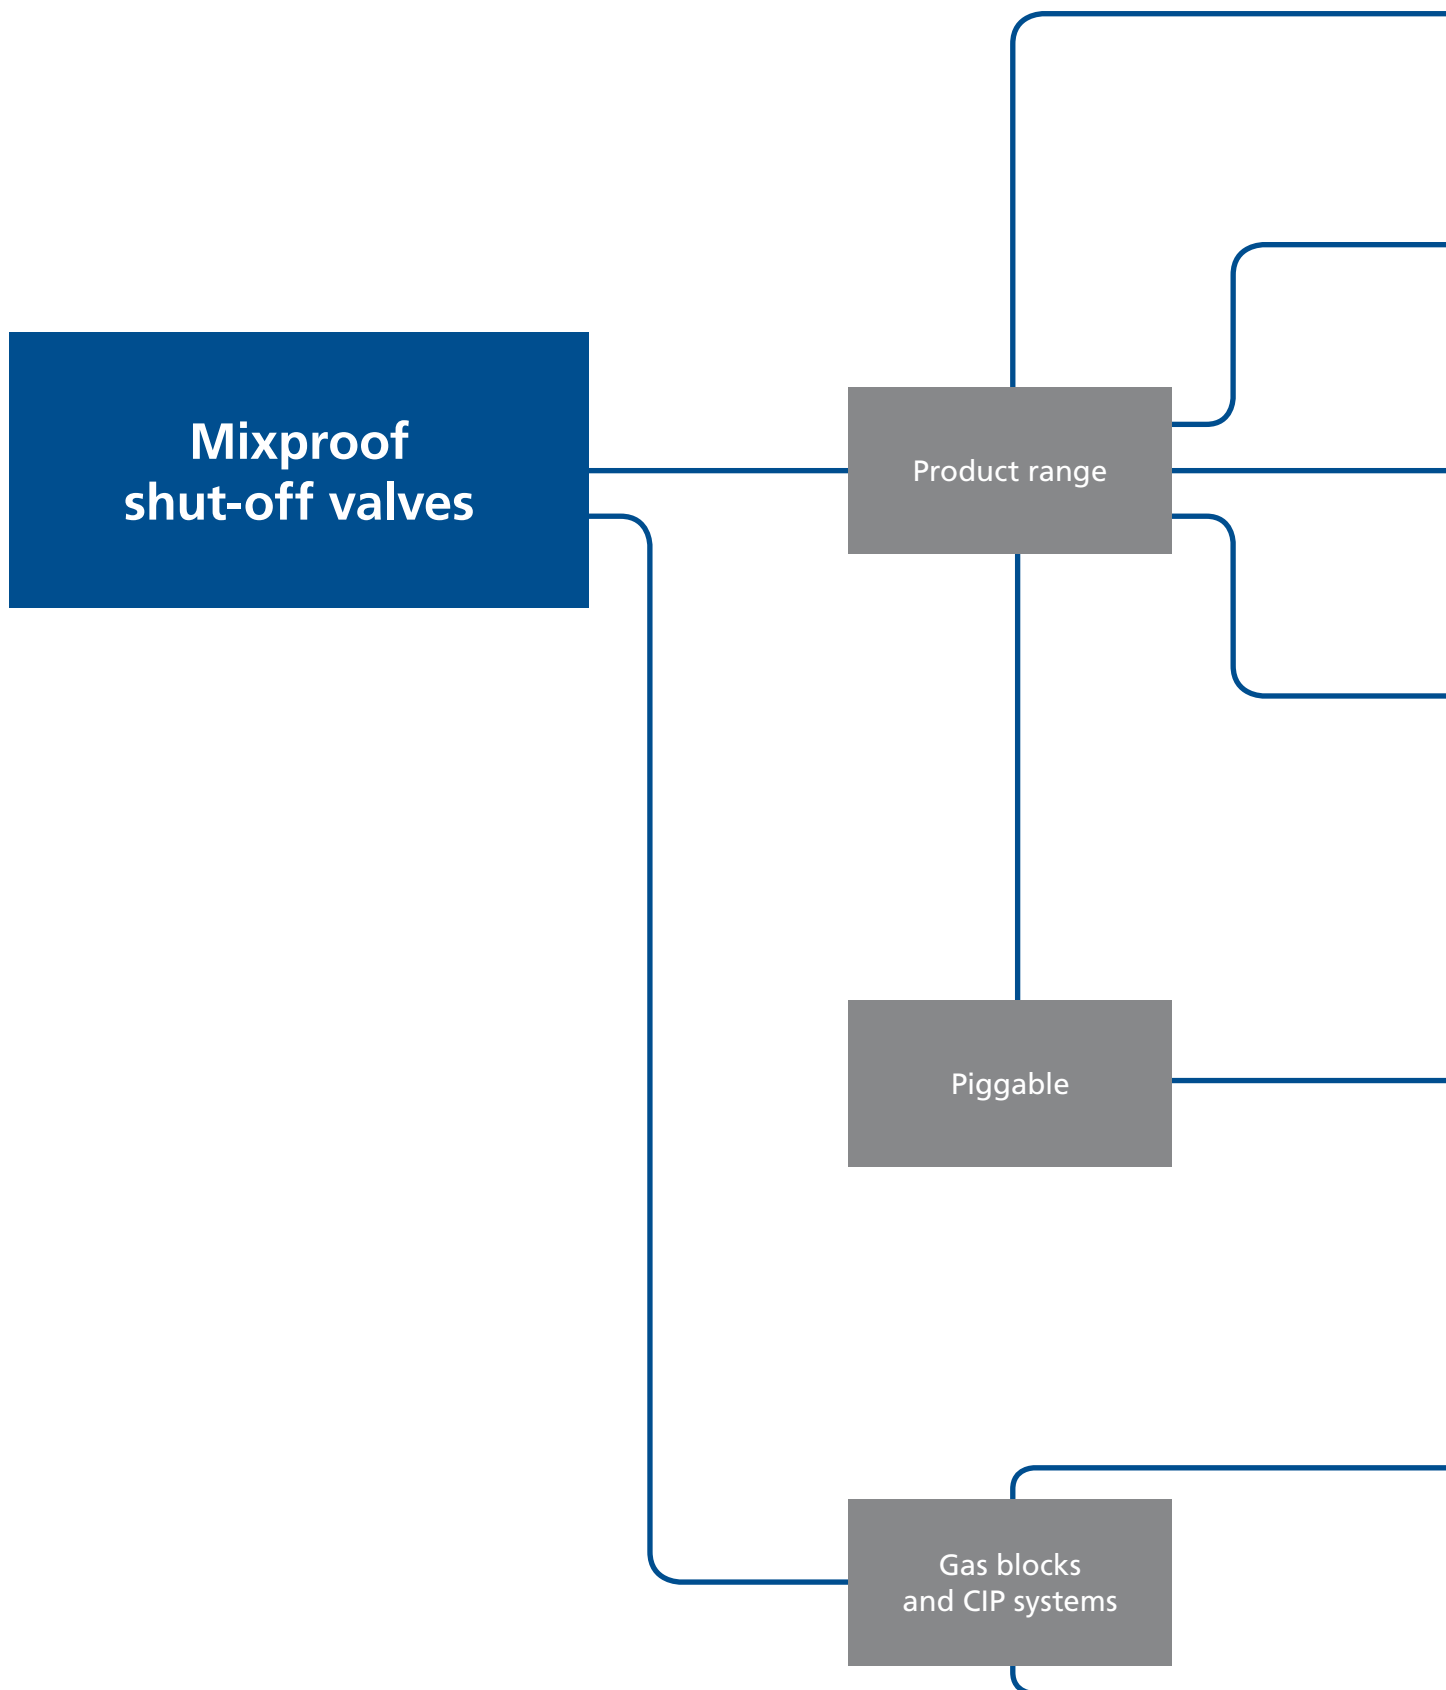 Mixproof
shut-off valves
Product range
Piggable
Gas blocks
and CIP systems